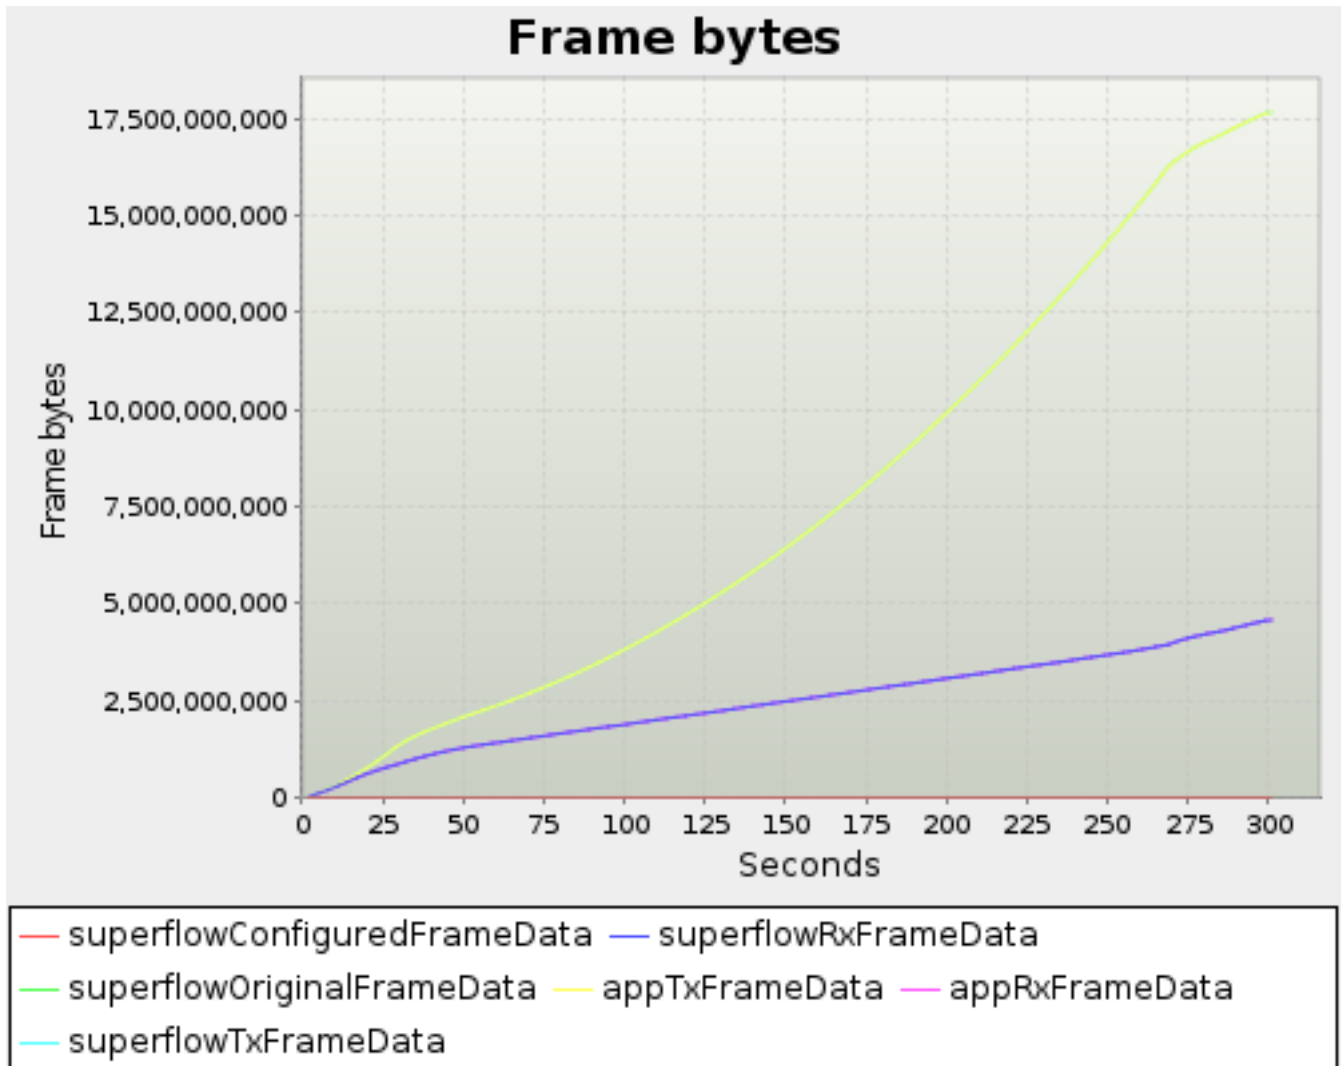 Frame bytes
17,500,000,000
15,000,000,000
12,500,000,000
10,000,000,000
7,500,000,000
5,000,000,000
2,500,000,000
0
Frame bytes
0 25 50 75 100 125 150 175 200 225 250 275 300
Seconds
superflowConfiguredFrameData superflowRxFrameData
superflowOriginalFrameData appTxFrameData appRxFrameData
superflowTxFrameData